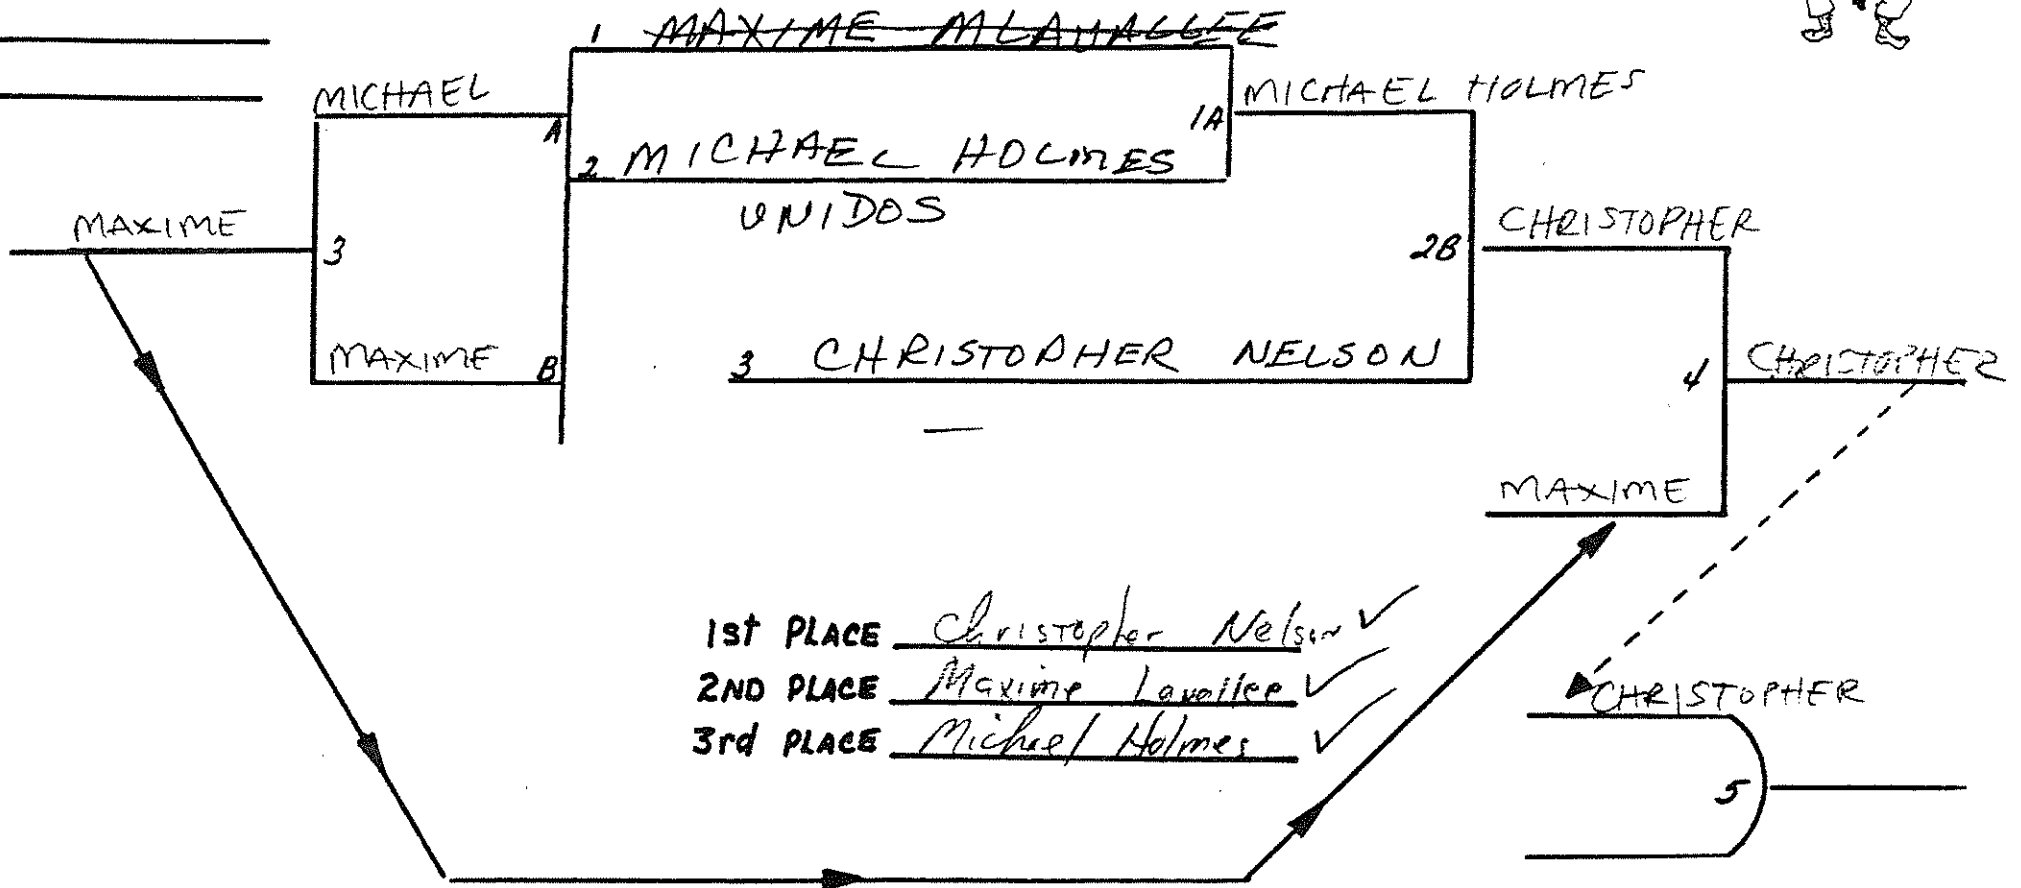 1 MAXIME MLAVALLEE
MICHAEL
A
1A
MICHAEL HOLMES
2 MICHAEL HOLMES
UNIDOS
MAXIME
3
2B
CHRISTOPHER
MAXIME
B
3 CHRISTOPHER NELSON
4
CHRISTOPHER
MAXIME
1st PLACE Christopher Nelson ✓
2ND PLACE Maxime Lavallee ✓
3rd PLACE Michael Holmes ✓
CHRISTOPHER
5